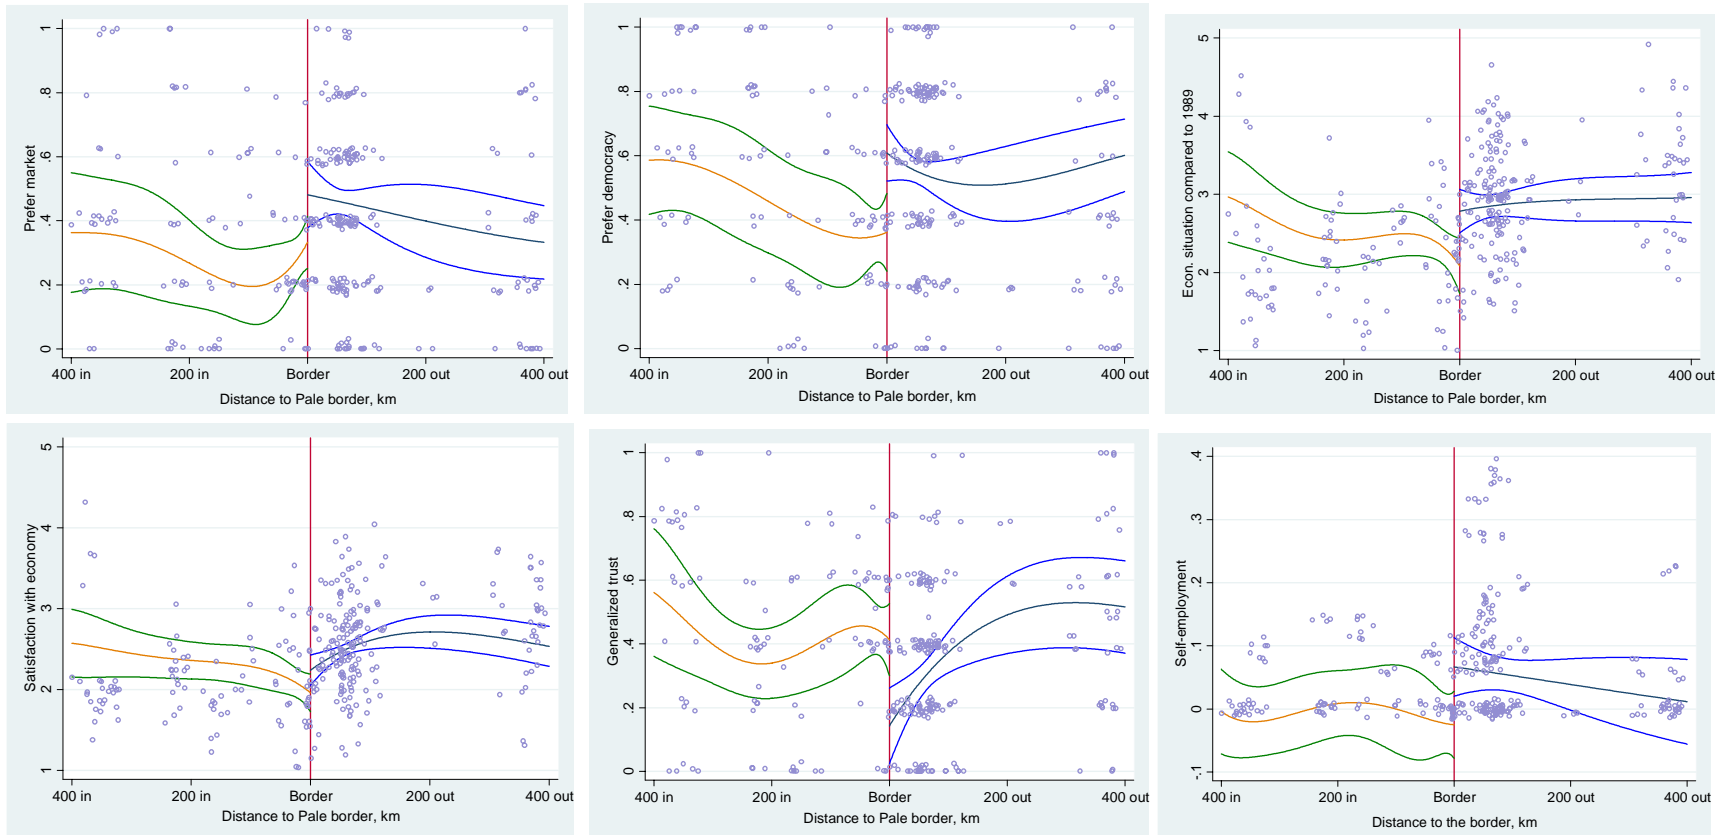 Prefer market
1
.8
.6
.4
.2
0
400 in 200 in Border 200 out 400 out
Distance to Pale border, km
Prefer democracy
1
.8
.6
.4
.2
0
400 in 200 in Border 200 out 400 out
Distance to Pale border, km
Econ. situation compared to 1989
5
4
3
2
1
400 in 200 in Border 200 out 400 out
Distance to Pale border, km
Satisfaction with economy
5
4
3
2
1
400 in 200 in Border 200 out 400 out
Distance to Pale border, km
Generalized trust
1
.8
.6
.4
.2
0
400 in 200 in Border 200 out 400 out
Distance to Pale border, km
Self-employment
.4
.3
.2
.1
0
-.1
400 in 200 in Border 200 out 400 out
Distance to the border, km